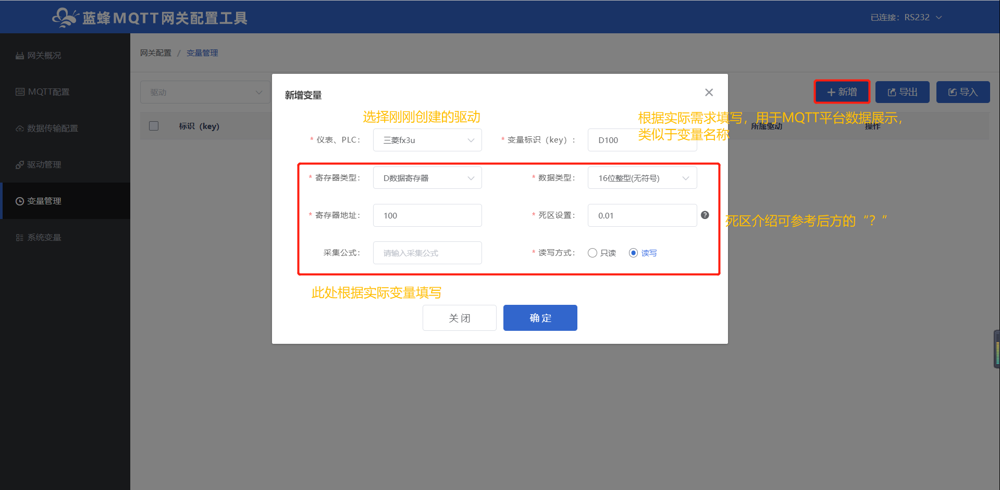 蓝蜂MQTT网关配置工具
已连接：RS232
网关概况
MQTT配置
数据传输配置
驱动管理
变量管理
系统变量
网关配置 / 变量管理
驱动
新增
导出
导入
标识（key）
所属驱动
操作
新增变量
选择刚刚创建的驱动
根据实际需求填写，用于MQTT平台数据展示，
类似于变量名称
* 仪表、PLC： 三菱fx3u
* 变量标识（key）： D100
* 寄存器类型： D数据寄存器
* 数据类型： 16位整型(无符号)
* 寄存器地址： 100
* 死区设置： 0.01
死区介绍可参考后方的“？”
采集公式： 请输入采集公式
* 读写方式： 只读 读写
此处根据实际变量填写
关 闭
确 定